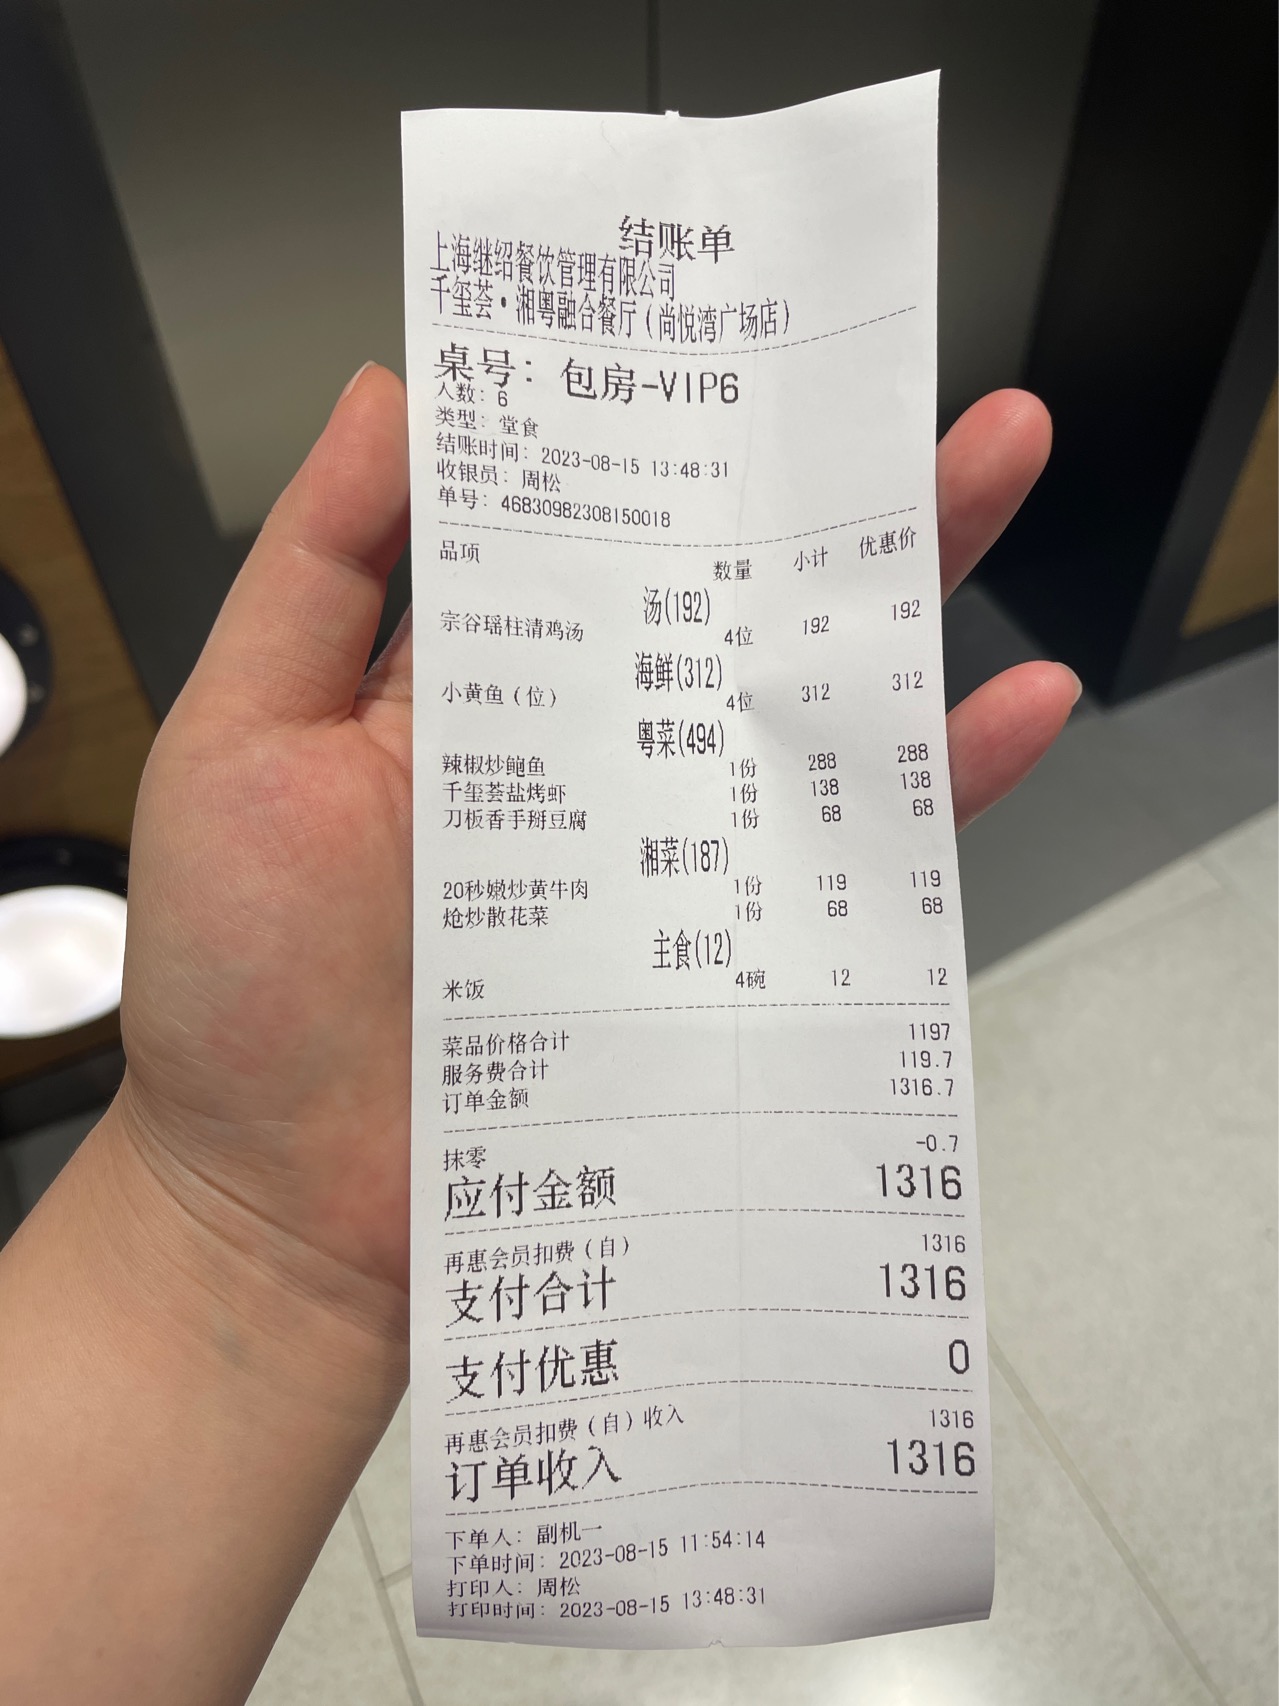 结账单
上海继绍餐饮管理有限公司
千玺荟·湘粤融合餐厅(尚悦湾广场店)
桌号: 包房-VIP6
人数: 6
类型: 堂食
结账时间: 2023-08-15 13:48:31
收银员: 周松
单号: 46830982308150018
品项 数量 小计 优惠价
汤(192)
宗谷瑶柱清鸡汤 4位 192 192
海鲜(312)
小黄鱼(位) 4位 312 312
粤菜(494)
辣椒炒鲍鱼 1份 288 288
千玺荟盐烤虾 1份 138 138
刀板香手掰豆腐 1份 68 68
湘菜(187)
20秒嫩炒黄牛肉 1份 119 119
炝炒散花菜 1份 68 68
主食(12)
米饭 4碗 12 12
菜品价格合计 1197
服务费合计 119.7
订单金额 1316.7
抹零 -0.7
应付金额 1316
再惠会员扣费(自) 1316
支付合计 1316
支付优惠 0
再惠会员扣费(自)收入 1316
订单收入 1316
下单人: 副机一
下单时间: 2023-08-15 11:54:14
打印人: 周松
打印时间: 2023-08-15 13:48:31